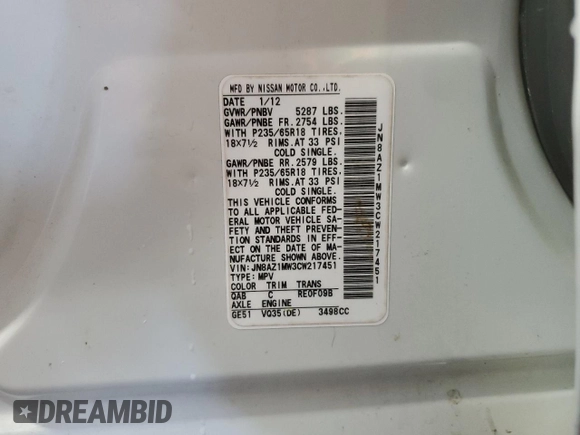 MFD BY NISSAN MOTOR CO.,LTD.
DATE 1/12
GVWR/PNBV 5287 LBS.
GAWR/PNBE FR. 2754 LBS.
WITH P235/65R18 TIRES.
18×7½ RIMS.AT 33 PSI
COLD SINGLE.
GAWR/PNBE RR. 2579 LBS.
WITH P235/65R18 TIRES.
18×7½ RIMS.AT 33 PSI
COLD SINGLE.
THIS VEHICLE CONFORMS
TO ALL APPLICABLE FED-
ERAL MOTOR VEHICLE SA-
FETY AND THEFT PREVEN-
TION STANDARDS IN EFF-
ECT ON THE DATE OF MA-
NUFACTURE SHOWN ABOVE.
VIN:JN8AZ1MW3CW217451
TYPE:MPV
COLOR TRIM TRANS
QAB C RE0F09B
AXLE ENGINE
GE51 VQ35(DE) 3498CC
JN8AZ1MW3CW217451
DREAMBID